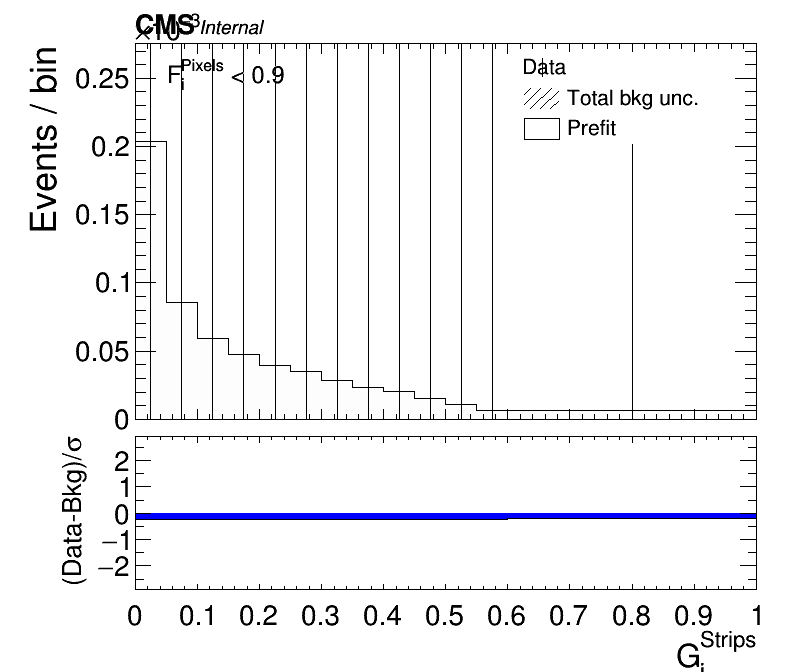 CMS Internal
×10^3
F_i^Pixels < 0.9
Data
Total bkg unc.
Prefit
Events / bin
0.25
0.2
0.15
0.1
0.05
0
(Data-Bkg)/σ
2
1
0
−1
−2
0 0.1 0.2 0.3 0.4 0.5 0.6 0.7 0.8 0.9 1
G_i^Strips